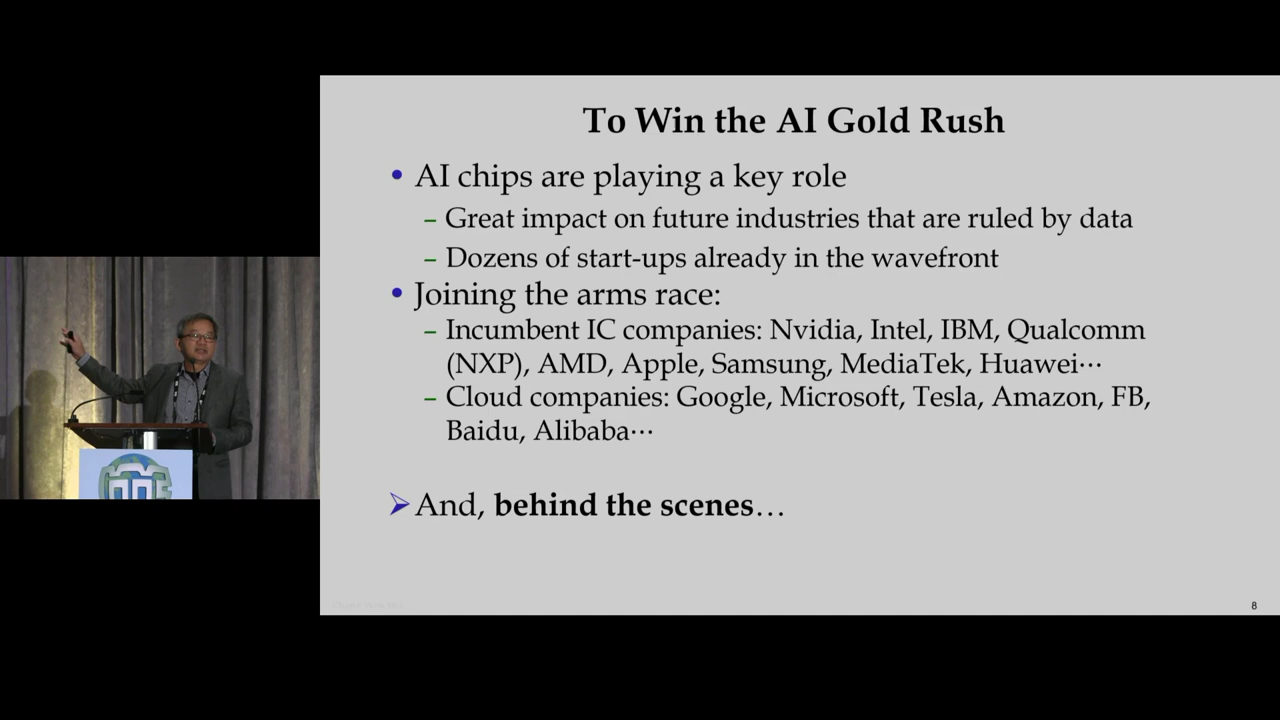 To Win the AI Gold Rush
• AI chips are playing a key role
– Great impact on future industries that are ruled by data
– Dozens of start-ups already in the wavefront
• Joining the arms race:
– Incumbent IC companies: Nvidia, Intel, IBM, Qualcomm
(NXP), AMD, Apple, Samsung, MediaTek, Huawei⋯
– Cloud companies: Google, Microsoft, Tesla, Amazon, FB,
Baidu, Alibaba⋯
➢ And, behind the scenes…
8